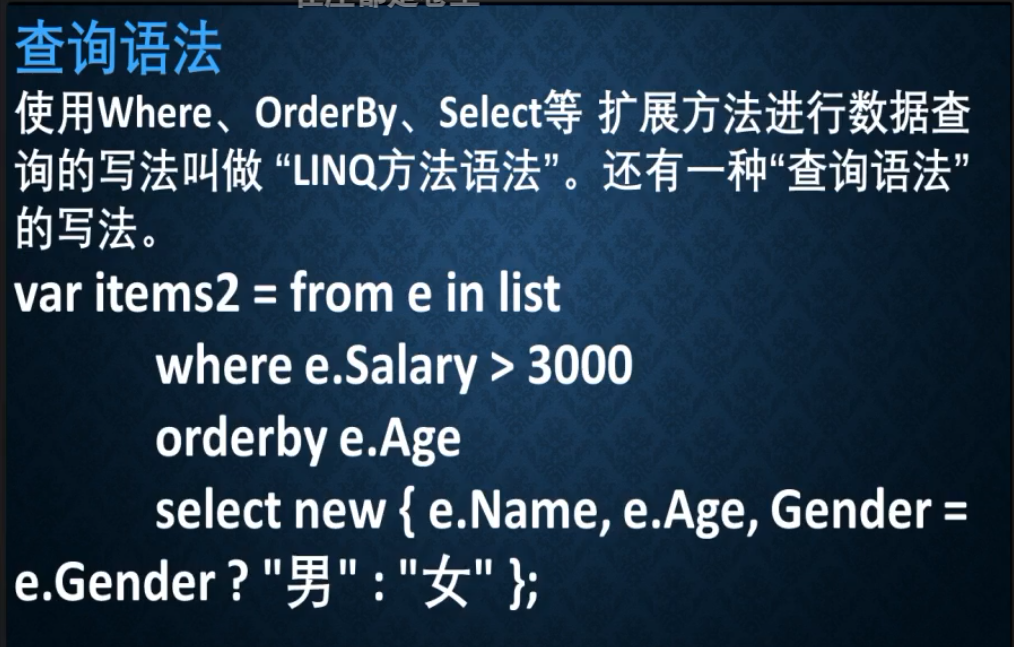 查询语法
使用Where、OrderBy、Select等 扩展方法进行数据查
询的写法叫做 “LINQ方法语法”。还有一种“查询语法”
的写法。
var items2 = from e in list
where e.Salary > 3000
orderby e.Age
select new { e.Name, e.Age, Gender =
e.Gender ? "男" : "女" };